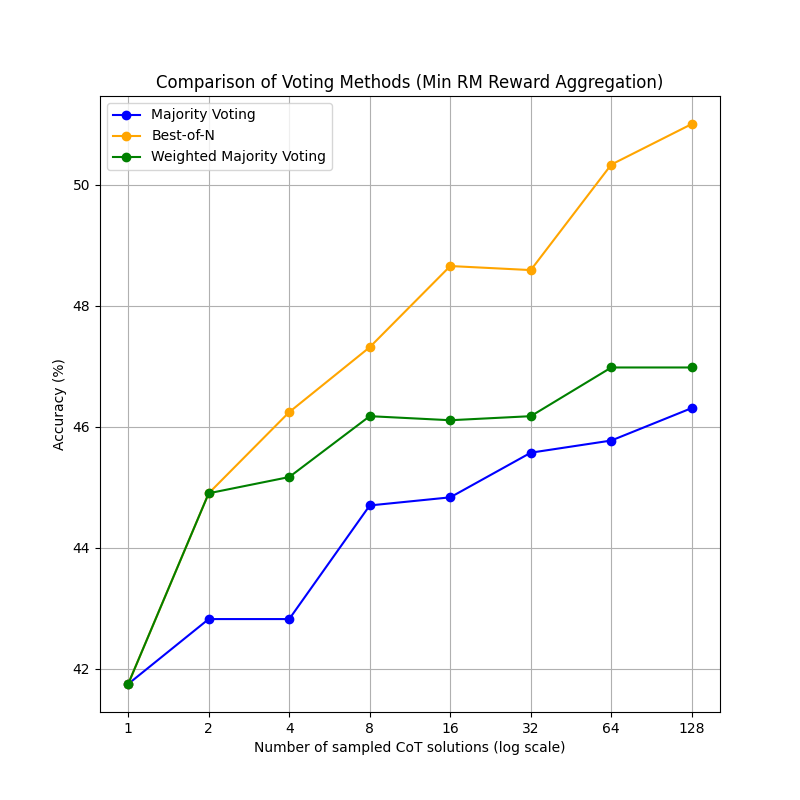 Comparison of Voting Methods (Min RM Reward Aggregation)
Majority Voting
Best-of-N
Weighted Majority Voting
Accuracy (%)
50
48
46
44
42
1 2 4 8 16 32 64 128
Number of sampled CoT solutions (log scale)